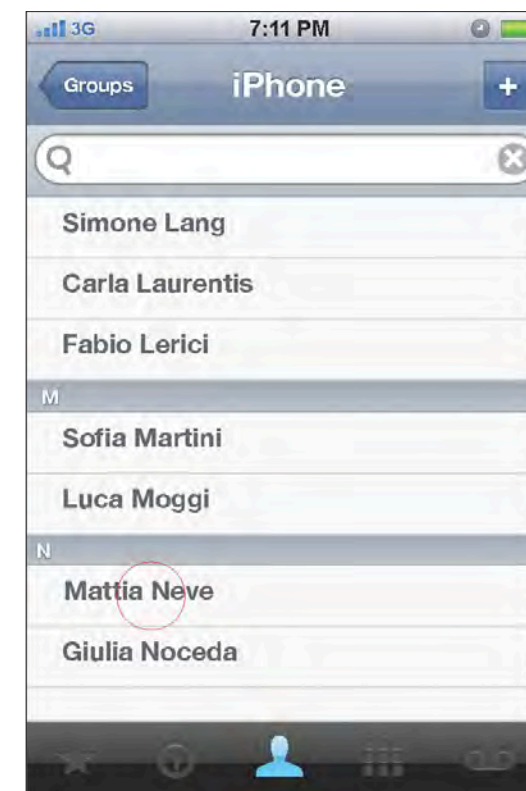 3G 7:11 PM
Groups iPhone +
Simone Lang
Carla Laurentis
Fabio Lerici
M
Sofia Martini
Luca Moggi
N
Mattia Neve
Giulia Noceda